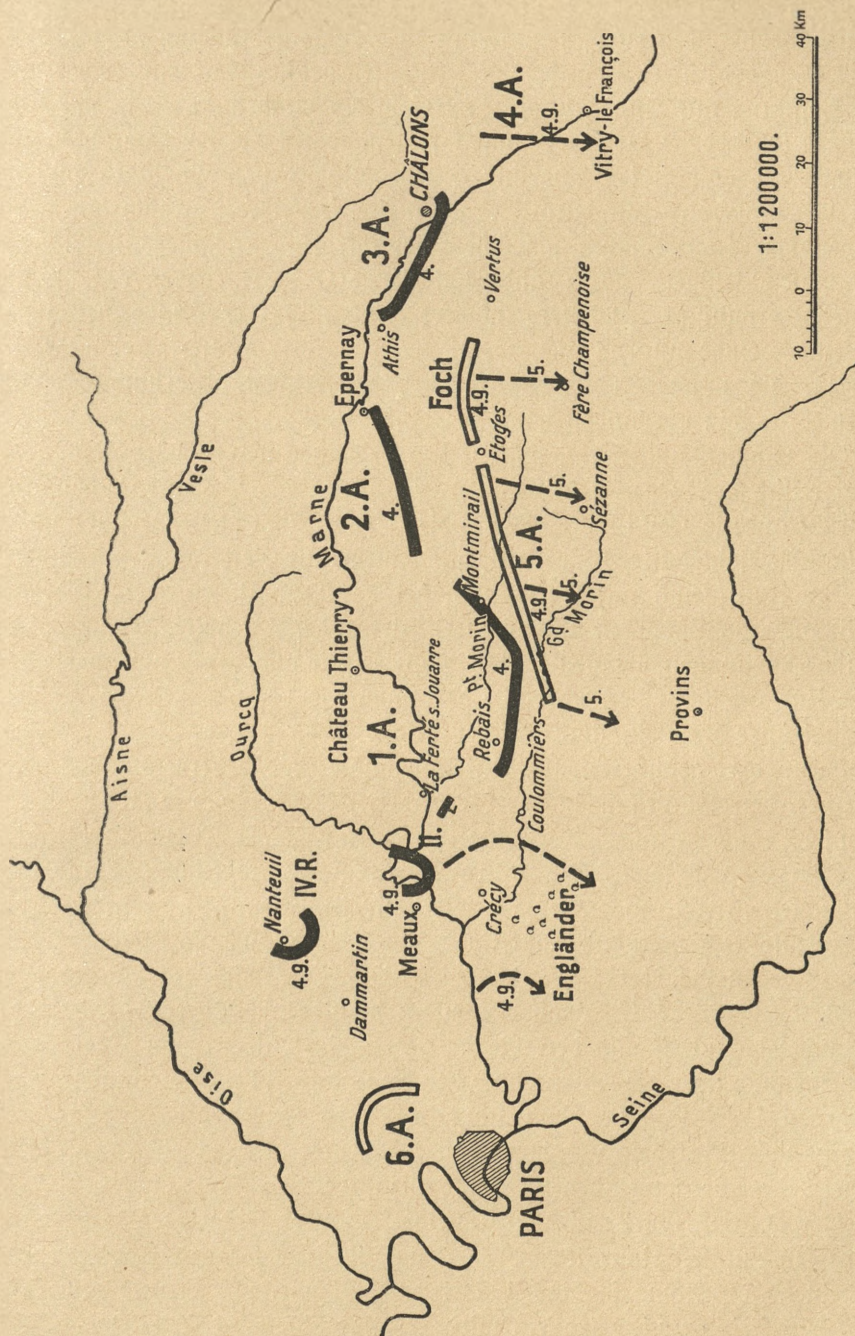 Aisne
Vesle
Oise
Ourcq
Marne
Nanteuil
IV.R.
4.9.
Dammartin
6.A.
PARIS
Meaux
4.9.
II.
Château Thierry
1.A.
La Ferté s. Jouarre
Epernay
2.A.
4.
Athis
3.A.
4.
CHÂLONS
4.A.
4.9.
Vitry-le François
Vertus
Foch
4.9.
5.
Etoges
Fère Champenoise
Montmirail
Pt Morin
Rebais
4.
5.A.
4.9.
5.
5.
5.
Sézanne
Gd Morin
Coulommiers
Crécy
Engländer
4.9.
Provins
Seine
1:1200000.
10 0 10 20 30 40 Km